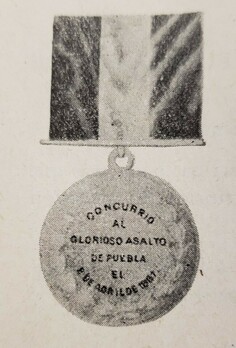 CONCURRIO
AL
GLORIOSO ASALTO
DE PUEBLA
EL
2 DE ABRIL DE 1867